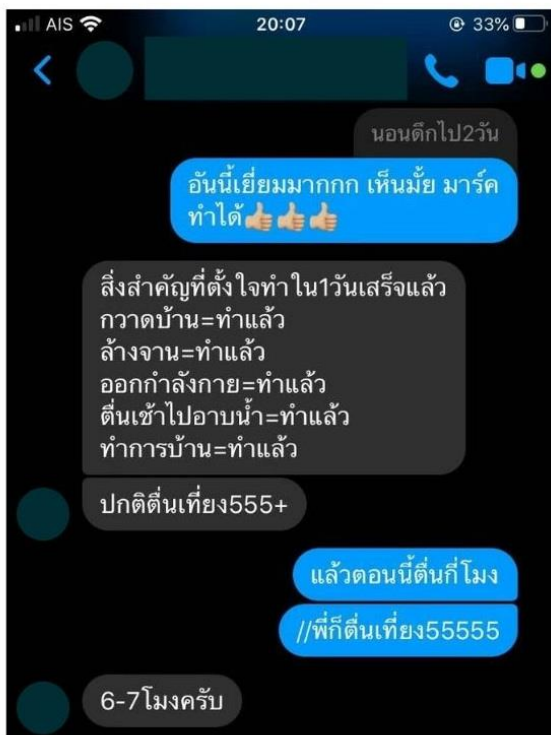 AIS
20:07
33%
นอนดึกไป2วัน
อันนี้เยี่ยมมากกก เห็นมั้ย มาร์ค
ทำได้👍🏼👍🏼👍🏼
สิ่งสำคัญที่ตั้งใจทำใน1วันเสร็จแล้ว
กวาดบ้าน=ทำแล้ว
ล้างจาน=ทำแล้ว
ออกกำลังกาย=ทำแล้ว
ตื่นเช้าไปอาบน้ำ=ทำแล้ว
ทำการบ้าน=ทำแล้ว
ปกติตื่นเที่ยง555+
แล้วตอนนี้ตื่นกี่โมง
//พี่ก็ตื่นเที่ยง55555
6-7โมงครับ